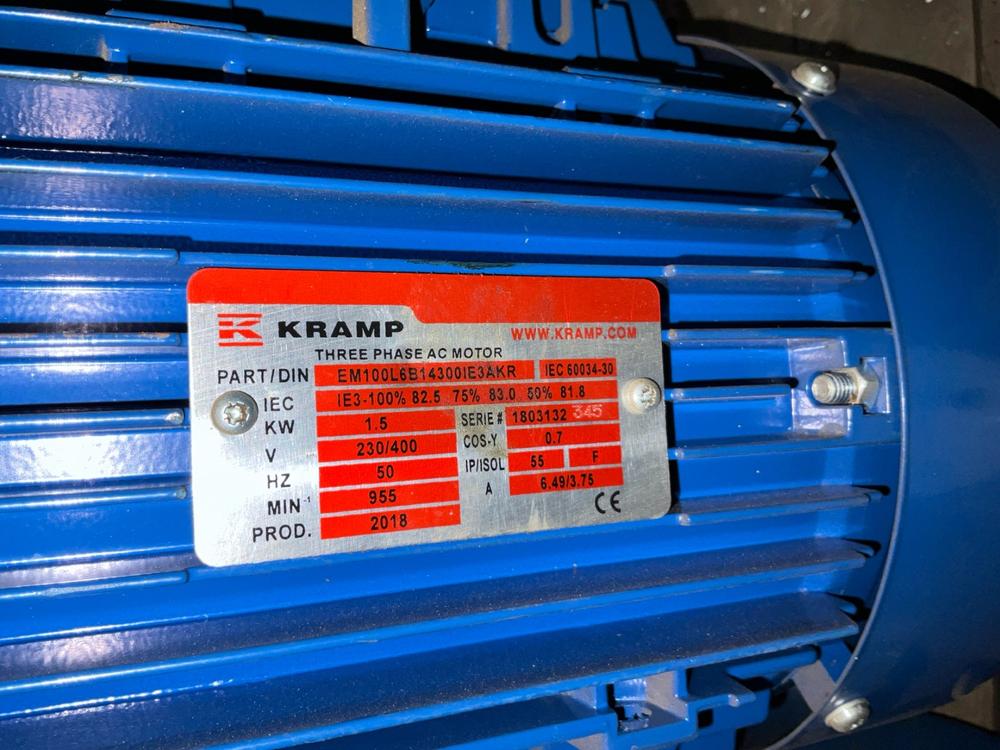 KRAMP WWW.KRAMP.COM
THREE PHASE AC MOTOR
PART/DIN EM100L6B14300IE3AKR IEC 60034-30
IEC IE3-100% 82.5 75% 83.0 50% 81.8
KW 1.5 SERIE # 1803132 345
V 230/400 COS-Y 0.7
HZ 50 IP/ISOL 55 F
MIN-1 955 A 6.49/3.75
PROD. 2018 CE